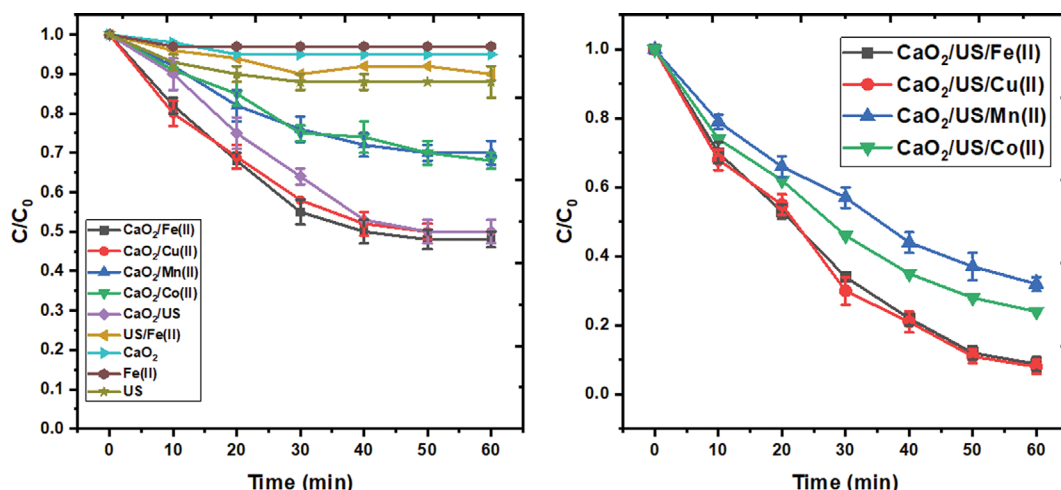 1.0
0.9
0.8
0.7
0.6
0.5
0.4
0.3
0.2
0.1
0.0
C/C₀
CaO₂/Fe(II)
CaO₂/Cu(II)
CaO₂/Mn(II)
CaO₂/Co(II)
CaO₂/US
US/Fe(II)
CaO₂
Fe(II)
US
0 10 20 30 40 50 60
Time (min)
1.0
0.8
0.6
0.4
0.2
0.0
C/C₀
CaO₂/US/Fe(II)
CaO₂/US/Cu(II)
CaO₂/US/Mn(II)
CaO₂/US/Co(II)
0 10 20 30 40 50 60
Time (min)